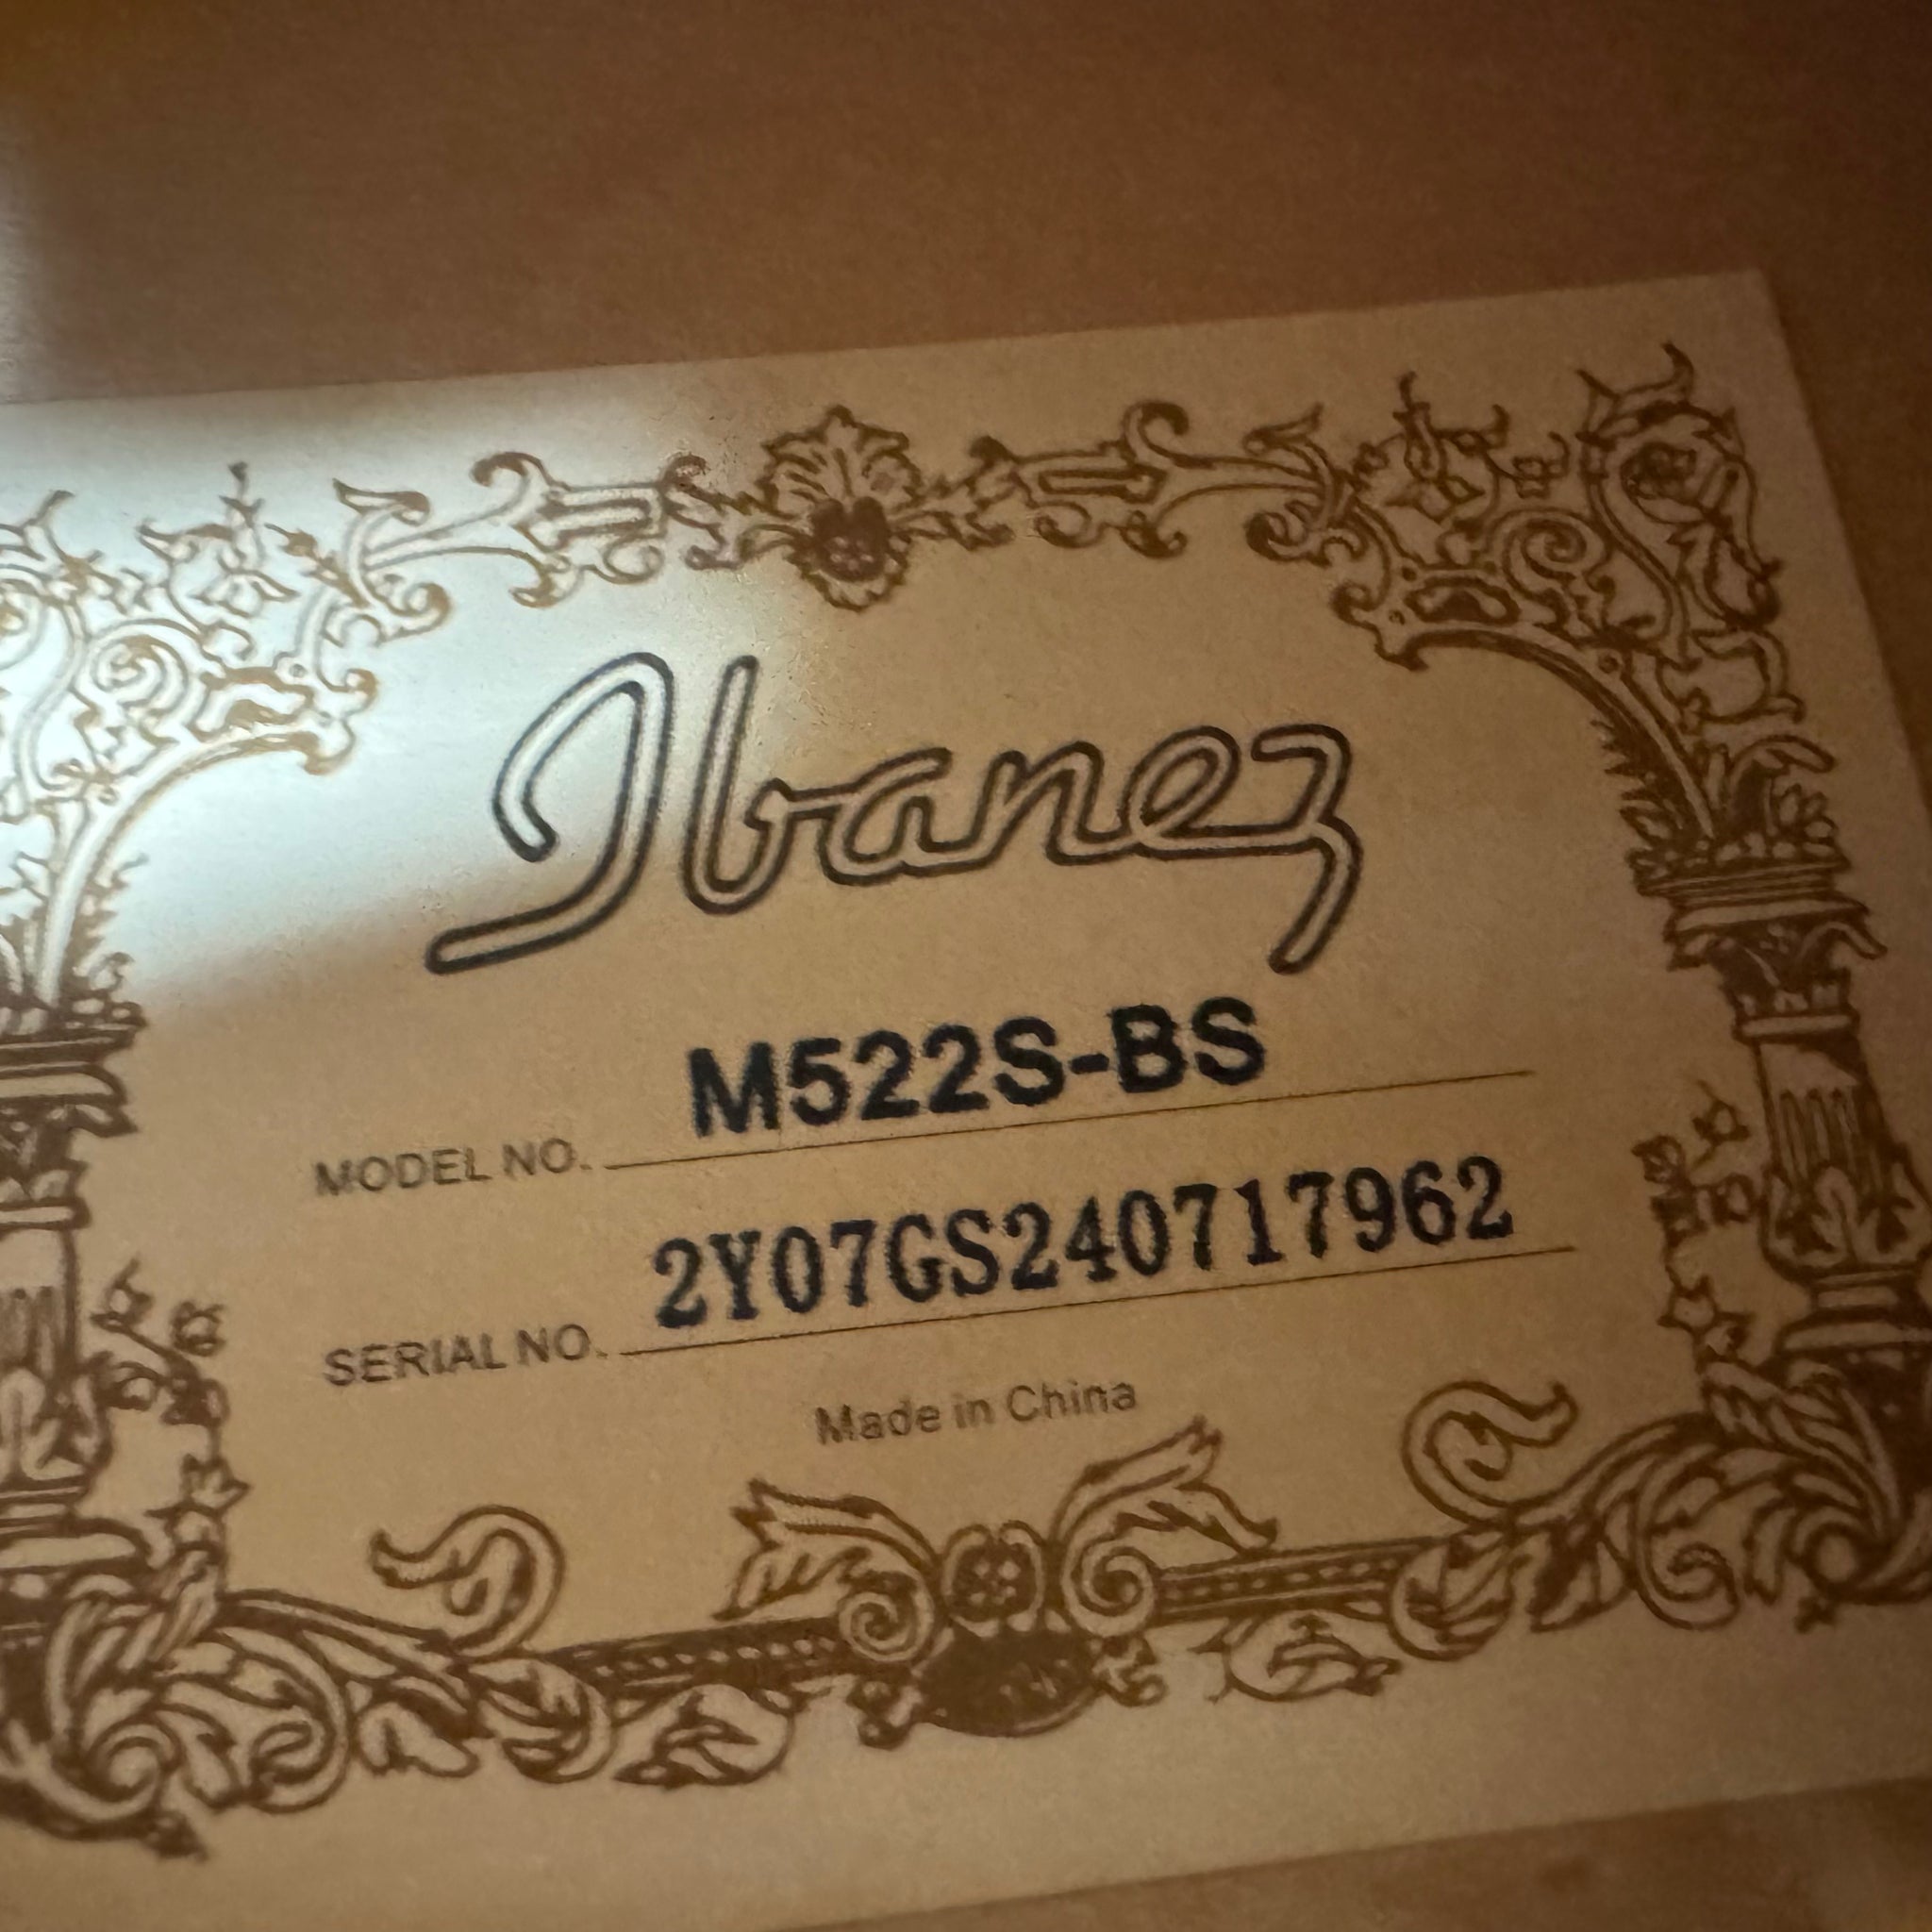 Ibanez
MODEL NO. M522S-BS
SERIAL NO. 2Y07GS240717962
Made in China